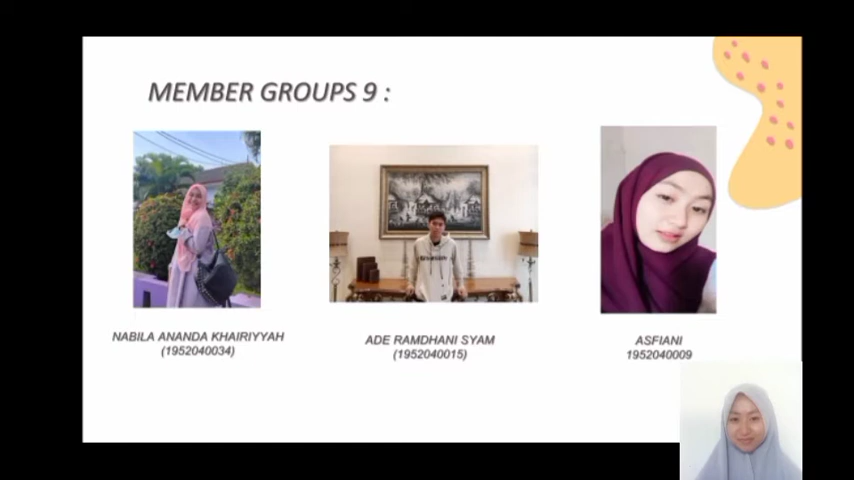 MEMBER GROUPS 9 :
NABILA ANANDA KHAIRIYYAH
(1952040034)
ADE RAMDHANI SYAM
(1952040015)
ASFIANI
1952040009